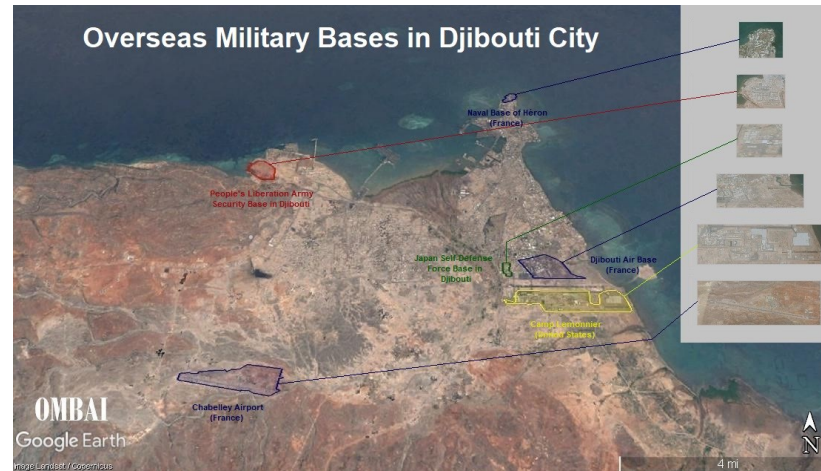 Overseas Military Bases in Djibouti City
Naval Base of Héron
(France)
People's Liberation Army
Security Base in Djibouti
Japan Self-Defense
Force Base in
Djibouti
Djibouti Air Base
(France)
Camp Lemonnier
(United States)
Chabelley Airport
(France)
OMBAI
Google Earth
Image Landsat / Copernicus
4 mi
N